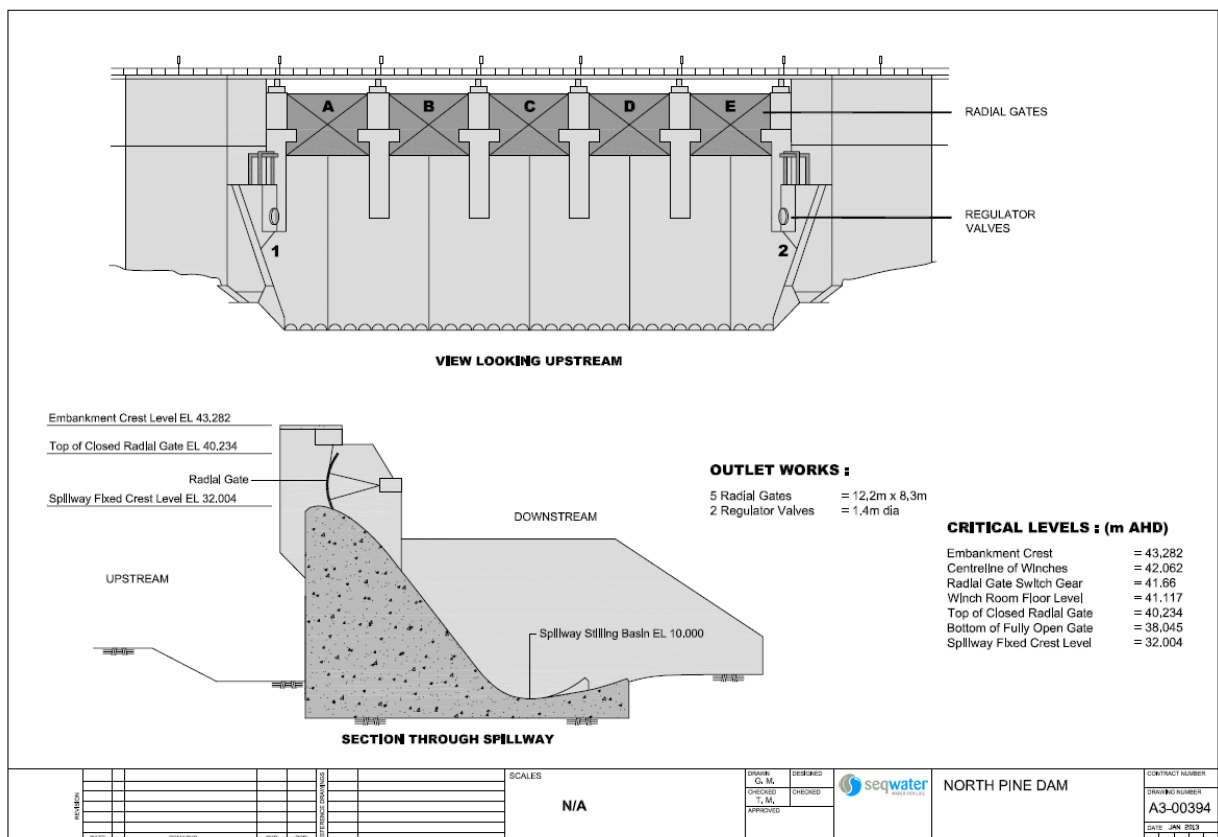 A B C D E
RADIAL GATES
REGULATOR
VALVES
1 2
VIEW LOOKING UPSTREAM
Embankment Crest Level EL 43.282
Top of Closed Radial Gate EL 40.234
Radial Gate
Spillway Fixed Crest Level EL 32.004
UPSTREAM
DOWNSTREAM
Spillway Stilling Basin EL 10.000
SECTION THROUGH SPILLWAY
OUTLET WORKS :
5 Radial Gates = 12.2m x 8.3m
2 Regulator Valves = 1.4m dia
CRITICAL LEVELS : (m AHD)
Embankment Crest = 43.282
Centreline of Winches = 42.062
Radial Gate Switch Gear = 41.66
Winch Room Floor Level = 41.117
Top of Closed Radial Gate = 40.234
Bottom of Fully Open Gate = 38.045
Spillway Fixed Crest Level = 32.004
REVISION
SCALES
N/A
DRAWN
G. M.
DESIGNED
CHECKED
T. M.
CHECKED
APPROVED
seqwater
NORTH PINE DAM
CONTRACT NUMBER
DRAWING NUMBER
A3-00394
DATE JAN 2013